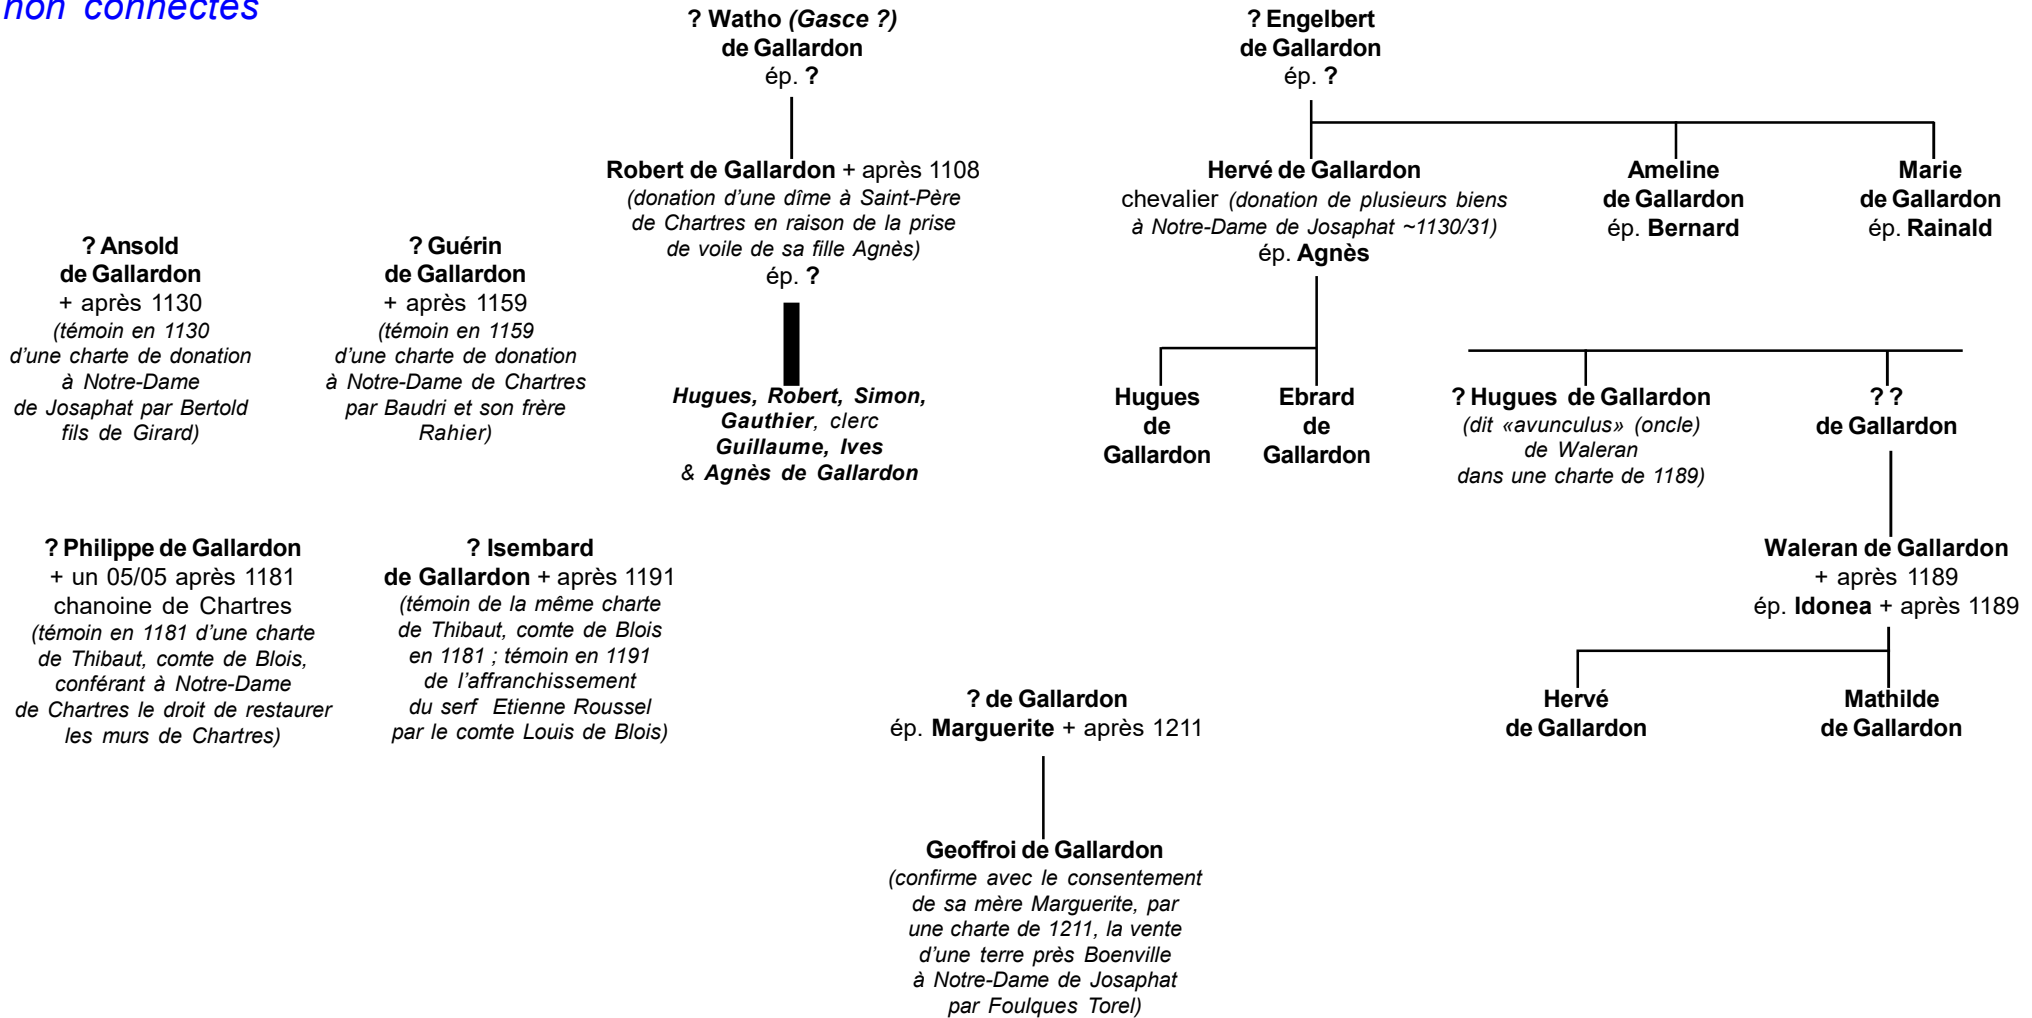 non connectés
? Watho (Gasce ?)
de Gallardon
ép. ?
? Engelbert
de Gallardon
ép. ?
Robert de Gallardon + après 1108
(donation d’une dîme à Saint-Père
de Chartres en raison de la prise
de voile de sa fille Agnès)
ép. ?
Hervé de Gallardon
chevalier (donation de plusieurs biens
à Notre-Dame de Josaphat ~1130/31)
ép. Agnès
Ameline
de Gallardon
ép. Bernard
Marie
de Gallardon
ép. Rainald
? Ansold
de Gallardon
+ après 1130
(témoin en 1130
d’une charte de donation
à Notre-Dame
de Josaphat par Bertold
fils de Girard)
? Guérin
de Gallardon
+ après 1159
(témoin en 1159
d’une charte de donation
à Notre-Dame de Chartres
par Baudri et son frère
Rahier)
Hugues, Robert, Simon,
Gauthier, clerc
Guillaume, Ives
& Agnès de Gallardon
Hugues
de
Gallardon
Ebrard
de
Gallardon
? Hugues de Gallardon
(dit «avunculus» (oncle)
de Waleran
dans une charte de 1189)
? ?
de Gallardon
? Philippe de Gallardon
+ un 05/05 après 1181
chanoine de Chartres
(témoin en 1181 d’une charte
de Thibaut, comte de Blois,
conférant à Notre-Dame
de Chartres le droit de restaurer
les murs de Chartres)
? Isembard
de Gallardon + après 1191
(témoin de la même charte
de Thibaut, comte de Blois
en 1181 ; témoin en 1191
de l’affranchissement
du serf Etienne Roussel
par le comte Louis de Blois)
Waleran de Gallardon
+ après 1189
ép. Idonea + après 1189
? de Gallardon
ép. Marguerite + après 1211
Hervé
de Gallardon
Mathilde
de Gallardon
Geoffroi de Gallardon
(confirme avec le consentement
de sa mère Marguerite, par
une charte de 1211, la vente
d’une terre près Boenville
à Notre-Dame de Josaphat
par Foulques Torel)